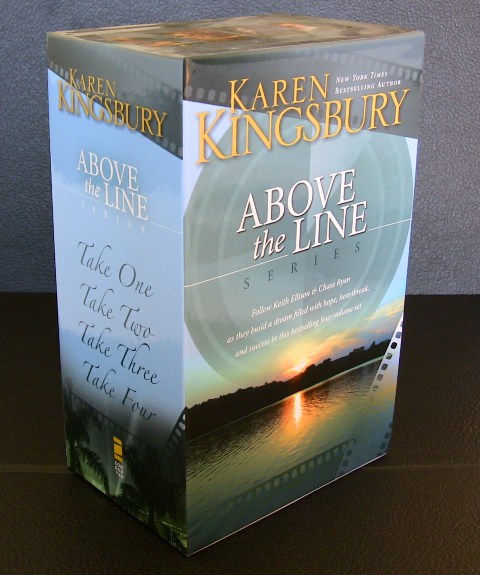 KAREN
KINGSBURY
ABOVE
the LINE
SERIES
Take One
Take Two
Take Three
Take Four
KAREN
NEW YORK TIMES
BESTSELLING AUTHOR
KINGSBURY
ABOVE
the LINE
SERIES
Follow Keith Ellison & Chase Ryan
as they build a dream filled with hope, heartbreak,
and success in this bestselling four-volume set